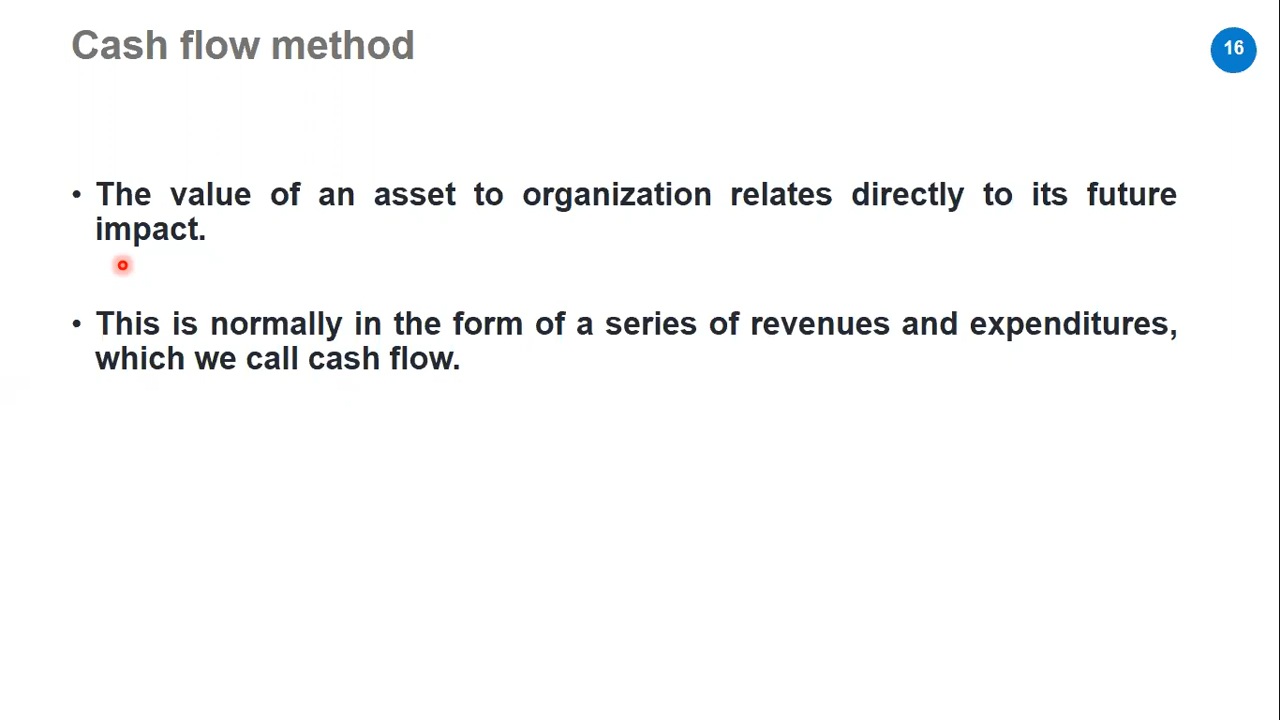 Cash flow method
16
• The value of an asset to organization relates directly to its future
impact.
• This is normally in the form of a series of revenues and expenditures,
which we call cash flow.